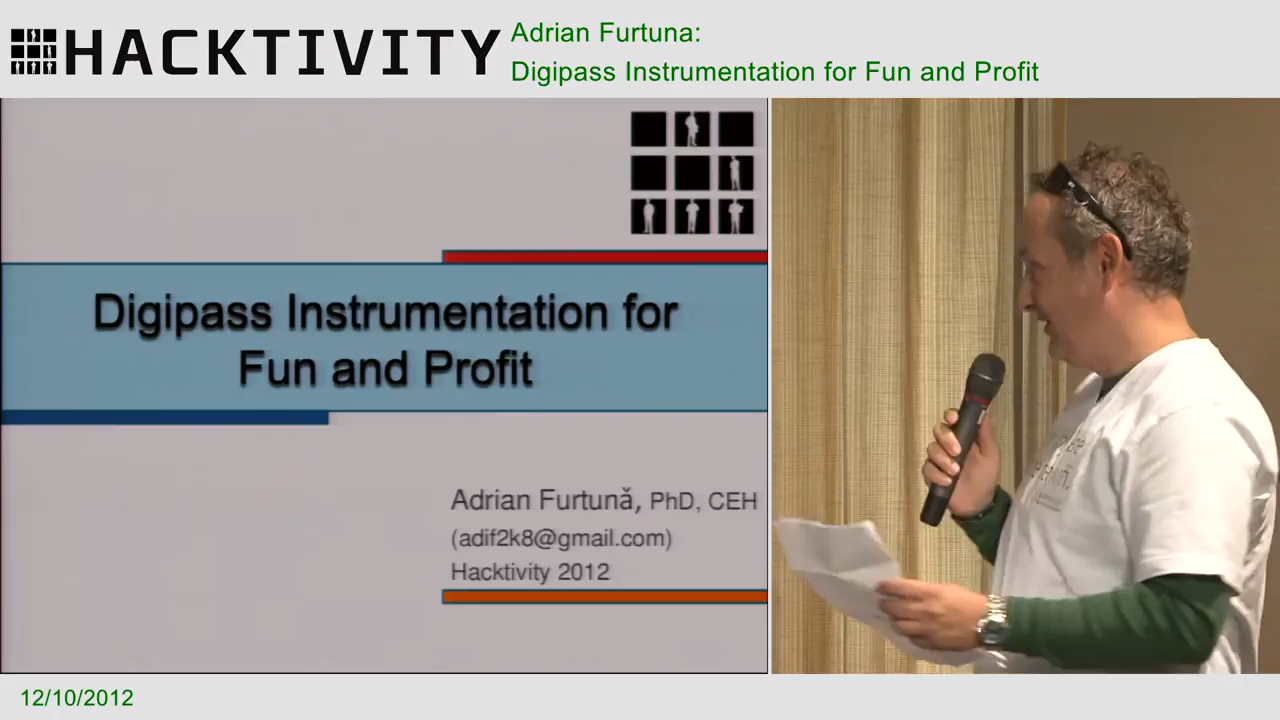 HACKTIVITY
Adrian Furtuna:
Digipass Instrumentation for Fun and Profit
Digipass Instrumentation for
Fun and Profit
Adrian Furtună, PhD, CEH
(adif2k8@gmail.com)
Hacktivity 2012
12/10/2012